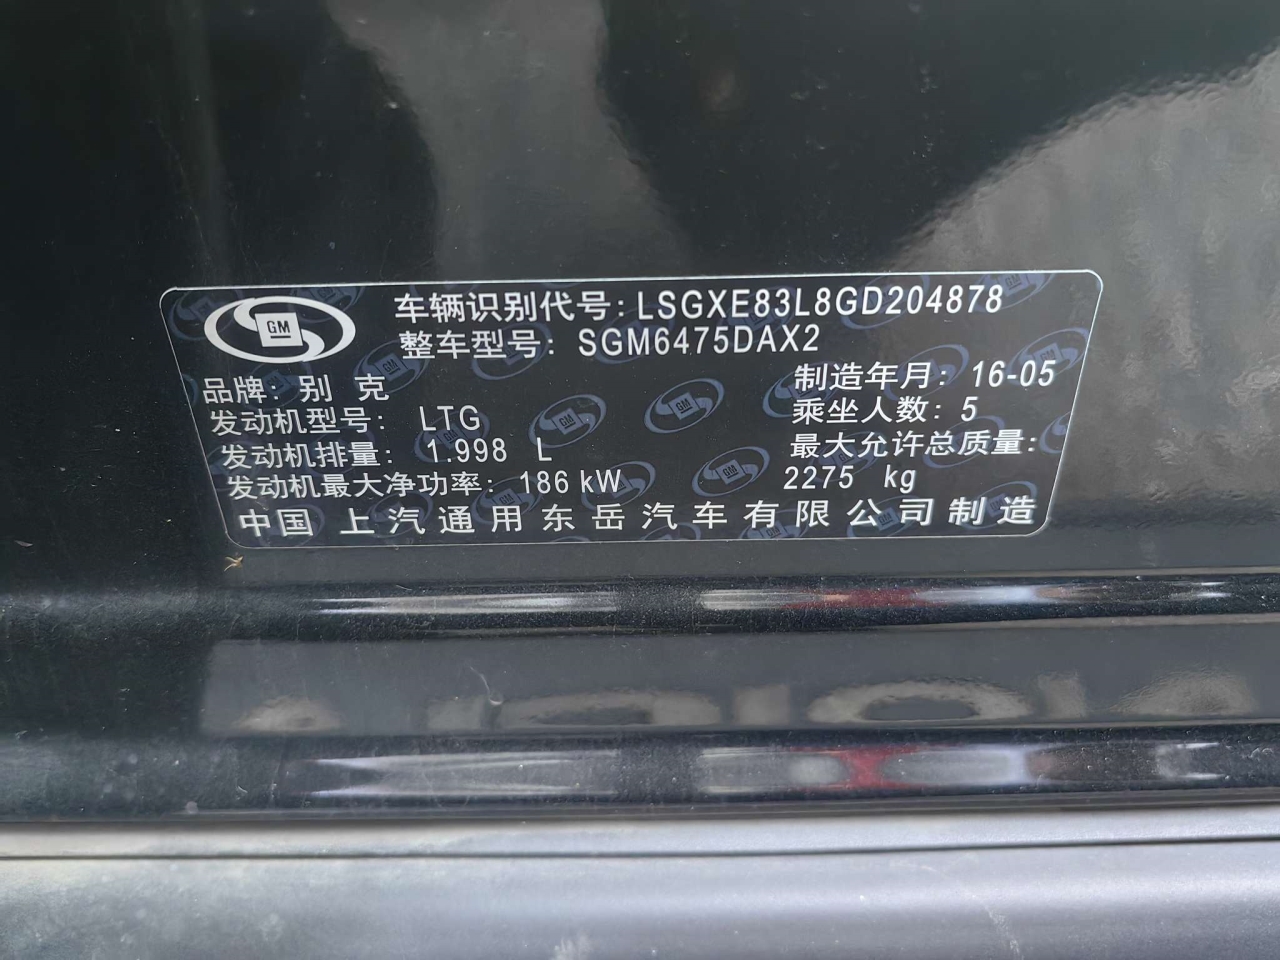 GM
车辆识别代号：LSGXE83L8GD204878
整车型号：SGM6475DAX2
品牌：别 克
制造年月：16-05
发动机型号：LTG
乘坐人数：5
发动机排量：1.998 L
最大允许总质量：
发动机最大净功率：186 kW
2275 kg
中国 上汽通用东岳汽车有限公司制造